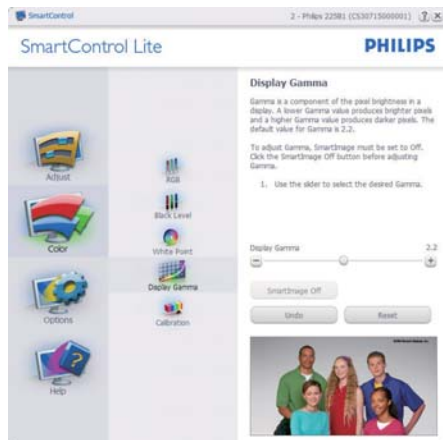 SmartControl
2 - Philips 225B1 (CS30715000001)
SmartControl Lite
PHILIPS
Adjust
Color
Options
Help
RGB
Black Level
White Point
Display Gamma
Calibration
Display Gamma
Gamma is a component of the pixel brightness in a
display. A lower Gamma value produces brighter pixels
and a higher Gamma value produces darker pixels. The
default value for Gamma is 2.2.
To adjust Gamma, SmartImage must be set to Off.
Click the SmartImage Off button before adjusting
Gamma.
1. Use the slider to select the desired Gamma.
Display Gamma 2.2
SmartImage Off
Undo Reset